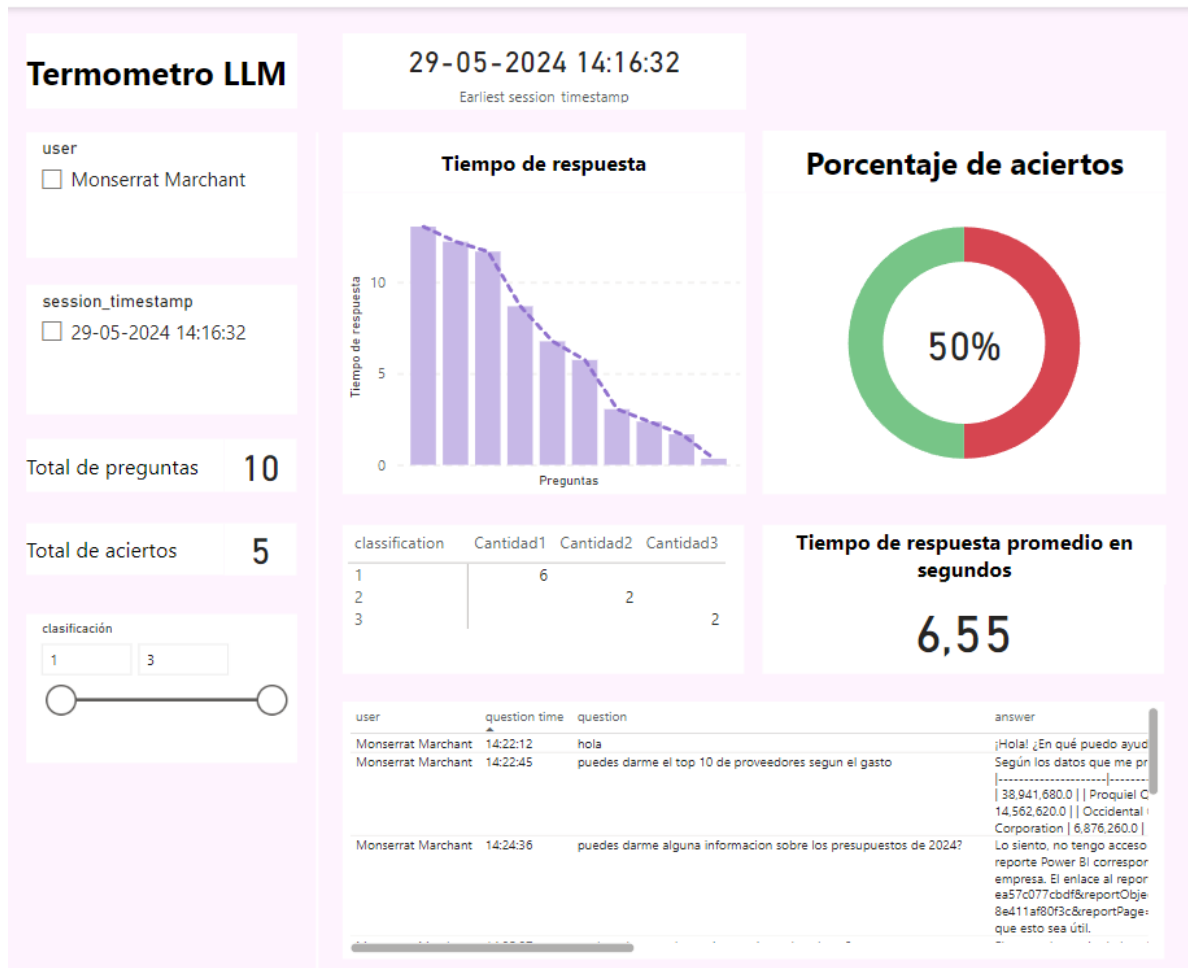 Termometro LLM
29-05-2024 14:16:32
Earliest session_timestamp
user
Monserrat Marchant
session_timestamp
29-05-2024 14:16:32
Total de preguntas 10
Total de aciertos 5
clasificación
1 3
Tiempo de respuesta
Tiempo de respuesta
10
5
0
Preguntas
Porcentaje de aciertos
50%
classification Cantidad1 Cantidad2 Cantidad3
1 6
2 2
3 2
Tiempo de respuesta promedio en
segundos
6,55
user question time question answer
Monserrat Marchant 14:22:12 hola ¡Hola! ¿En qué puedo ayud
Monserrat Marchant 14:22:45 puedes darme el top 10 de proveedores segun el gasto Según los datos que me pr
|----------------------|--------
| 38,941,680.0 | | Proquiel
14,562,620.0 | | Occidental
Corporation | 6,876,260.0 |
Monserrat Marchant 14:24:36 puedes darme alguna informacion sobre los presupuestos de 2024? Lo siento, no tengo acceso
reporte Power BI correspor
empresa. El enlace al repor
ea57c077cbdf&reportObje
8e411af80f3c&reportPage=
que esto sea útil.